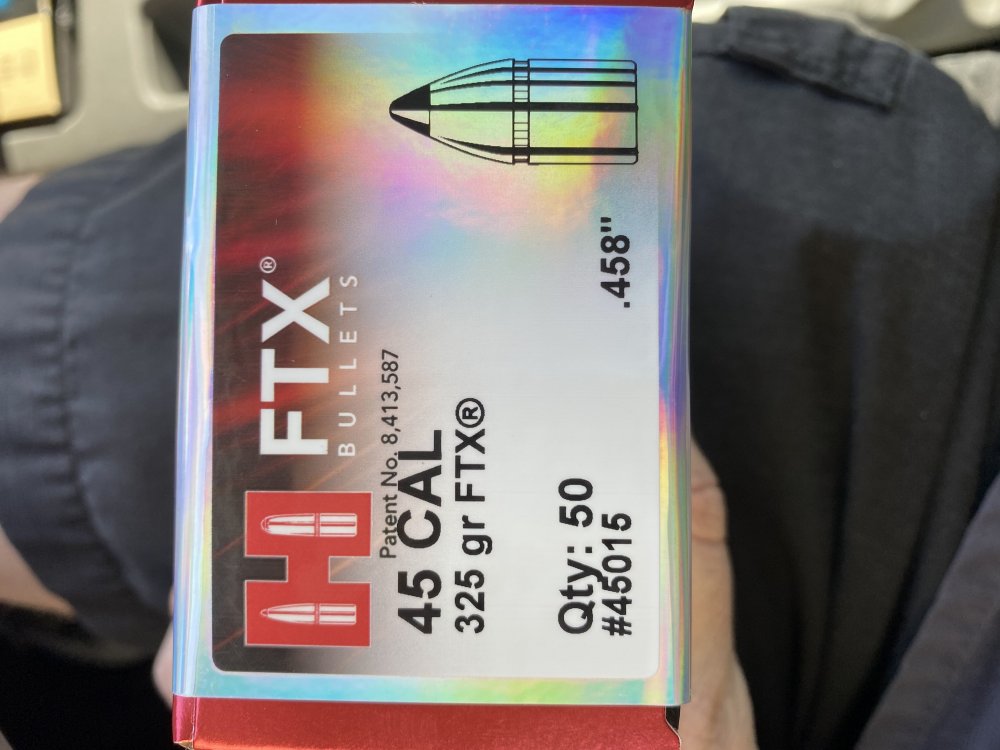 H FTX®
BULLETS
Patent No. 8,413,587
45 CAL
325 gr FTX®
Qty: 50
#45015
.458"